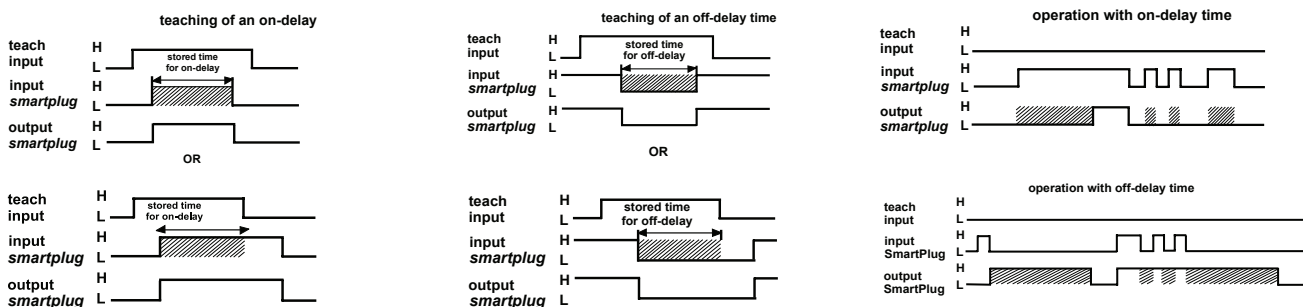 teaching of an on-delay
teach H
input L
stored time
for on-delay
input H
smartplug L
output H
smartplug L
OR
teach H
input L
stored time
for on-delay
input H
smartplug L
output H
smartplug L
teaching of an off-delay time
teach H
input L
stored time
for off-delay
input H
smartplug L
output H
smartplug L
OR
teach H
input L
stored time
for off-delay
input H
smartplug L
output H
smartplug L
operation with on-delay time
teach H
input L
input H
smartplug L
output H
smartplug L
operation with off-delay time
teach H
input L
input H
SmartPlug L
output H
SmartPlug L